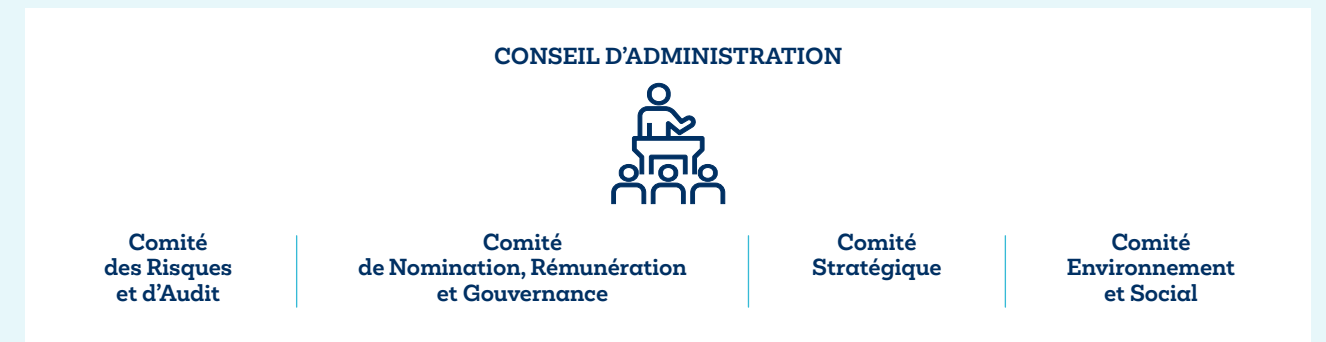 CONSEIL D’ADMINISTRATION
Comité
des Risques
et d’Audit
Comité
de Nomination, Rémunération
et Gouvernance
Comité
Stratégique
Comité
Environnement
et Social